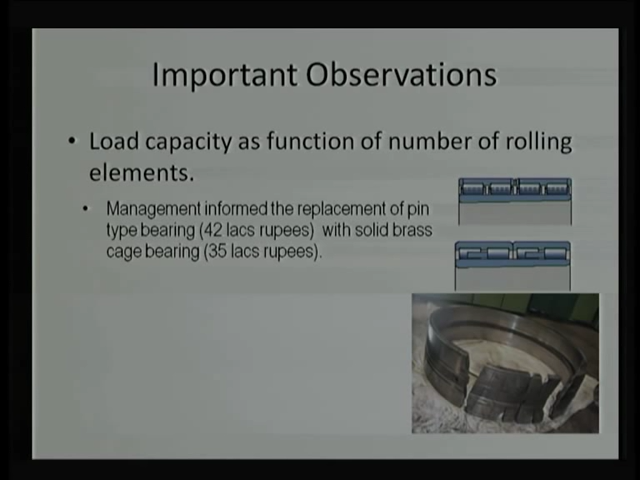 Important Observations
• Load capacity as function of number of rolling
elements.
• Management informed the replacement of pin
type bearing (42 lacs rupees) with solid brass
cage bearing (35 lacs rupees).